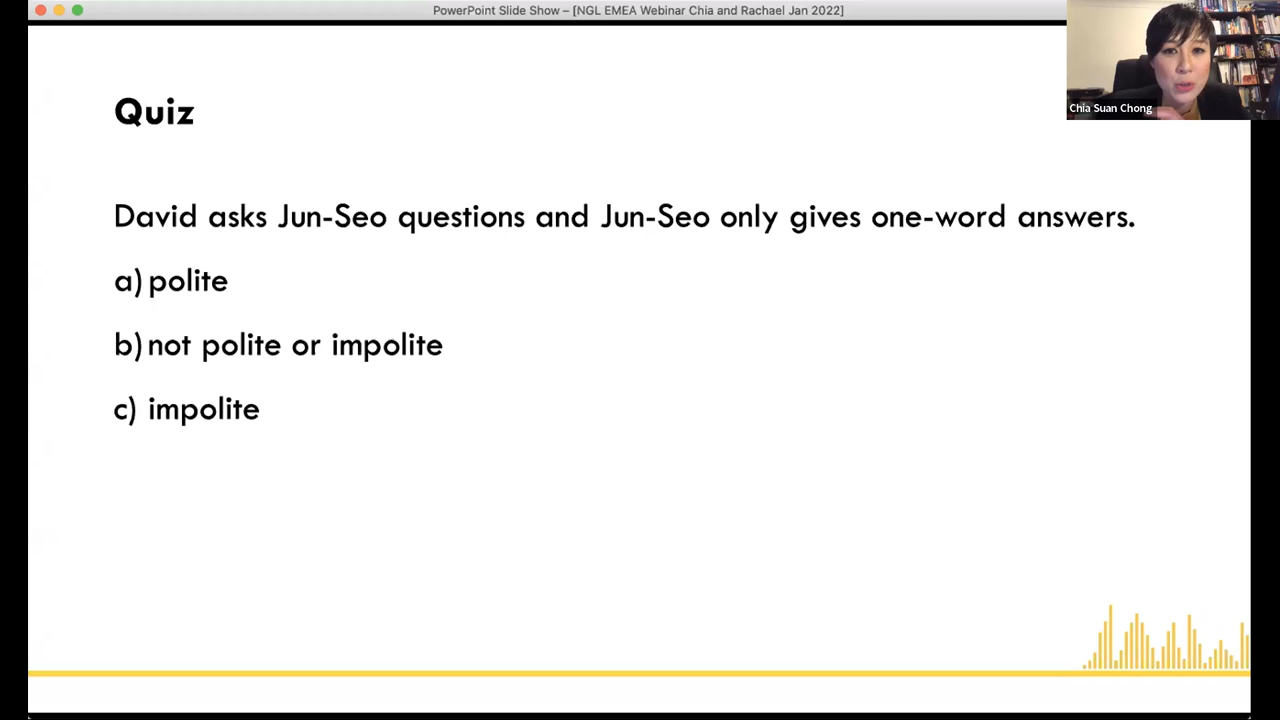 PowerPoint Slide Show – [NGL EMEA Webinar Chia and Rachael Jan 2022]
Chia Suan Chong
Quiz
David asks Jun-Seo questions and Jun-Seo only gives one-word answers.
a) polite
b) not polite or impolite
c) impolite